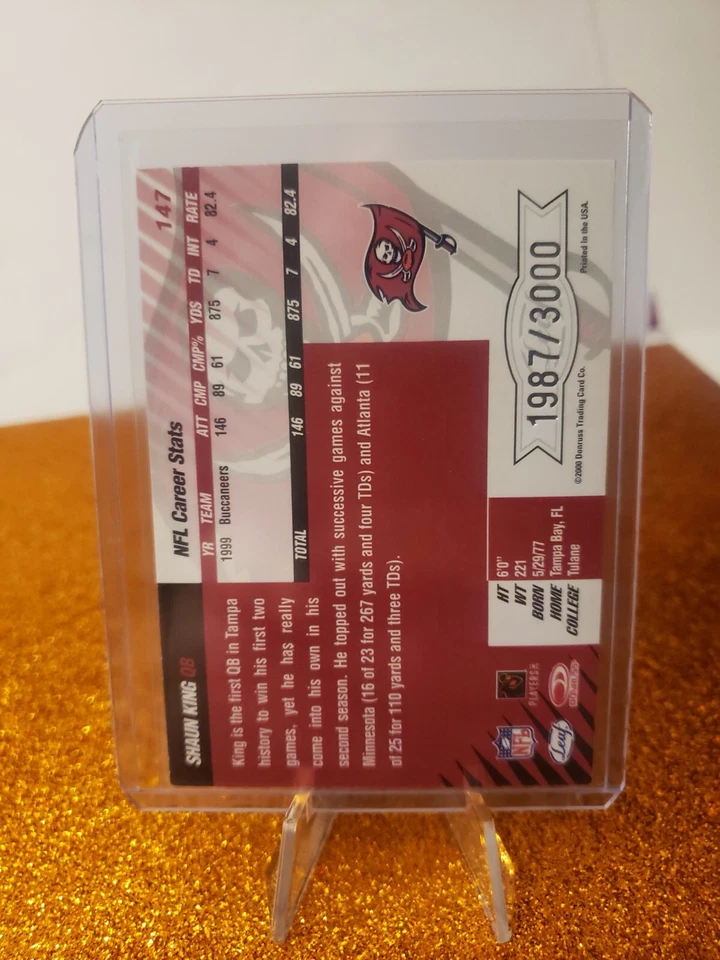 147
SHAUN KING QB
NFL Career Stats
YR TEAM ATT CMP CMP% YDS TD INT RATE
1999 Buccaneers 146 89 61 875 7 4 82.4
TOTAL 146 89 61 875 7 4 82.4
King is the first QB in Tampa
history to win his first two
games, yet he has really
come into his own in his
second season. He topped out with successive games against
Minnesota (16 of 23 for 267 yards and four TDs) and Atlanta (11
of 25 for 110 yards and three TDs).
HT 6'0"
WT 221
BORN 5/29/77
HOME Tampa Bay, FL
COLLEGE Tulane
1987/3000
©2000 Donruss Trading Card Co.
Printed in the USA.
PLAYERS
NFL
Leaf